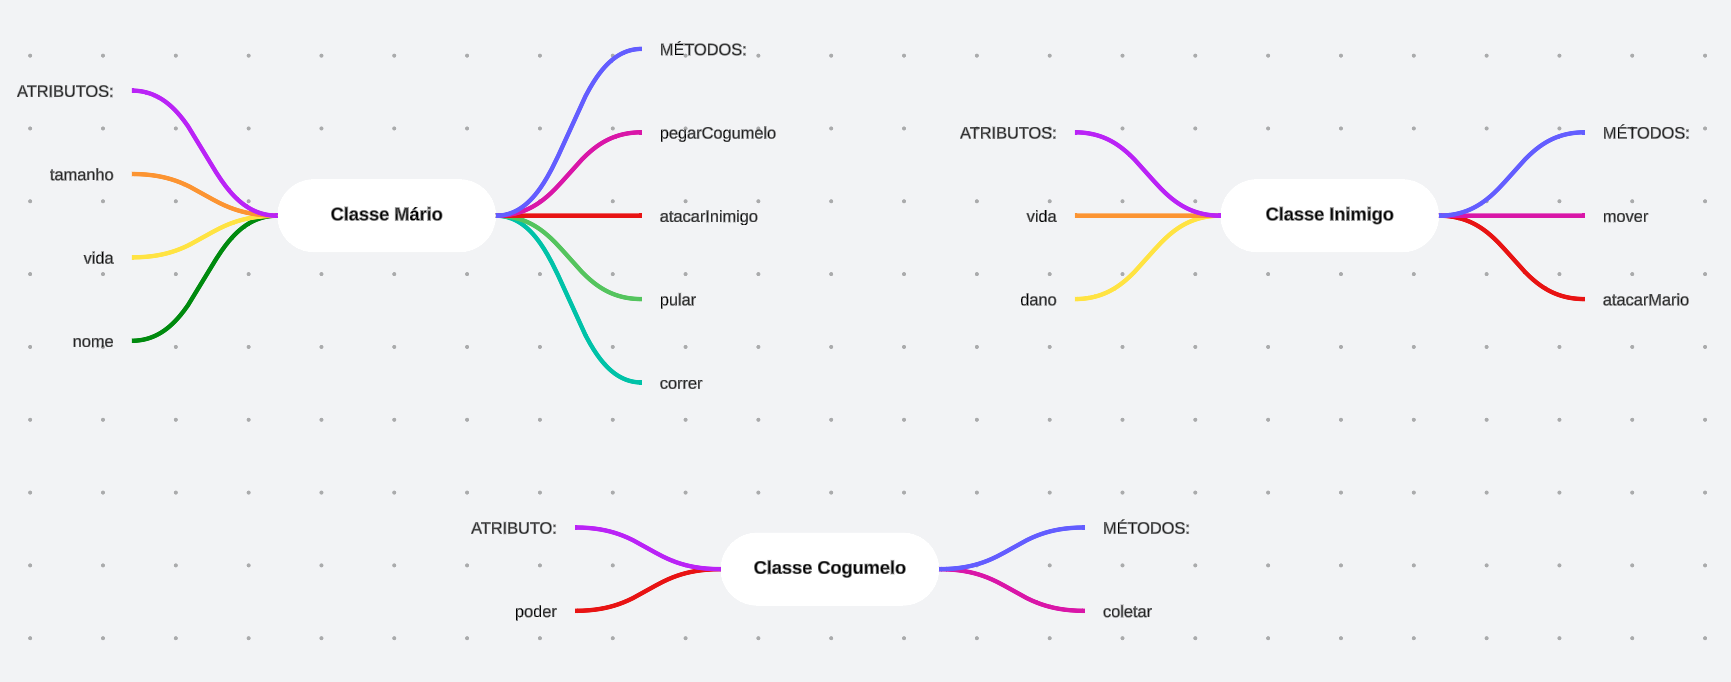 ATRIBUTOS:
tamanho
vida
nome
Classe Mário
MÉTODOS:
pegarCogumelo
atacarInimigo
pular
correr
ATRIBUTOS:
vida
dano
Classe Inimigo
MÉTODOS:
mover
atacarMario
ATRIBUTO:
poder
Classe Cogumelo
MÉTODOS:
coletar